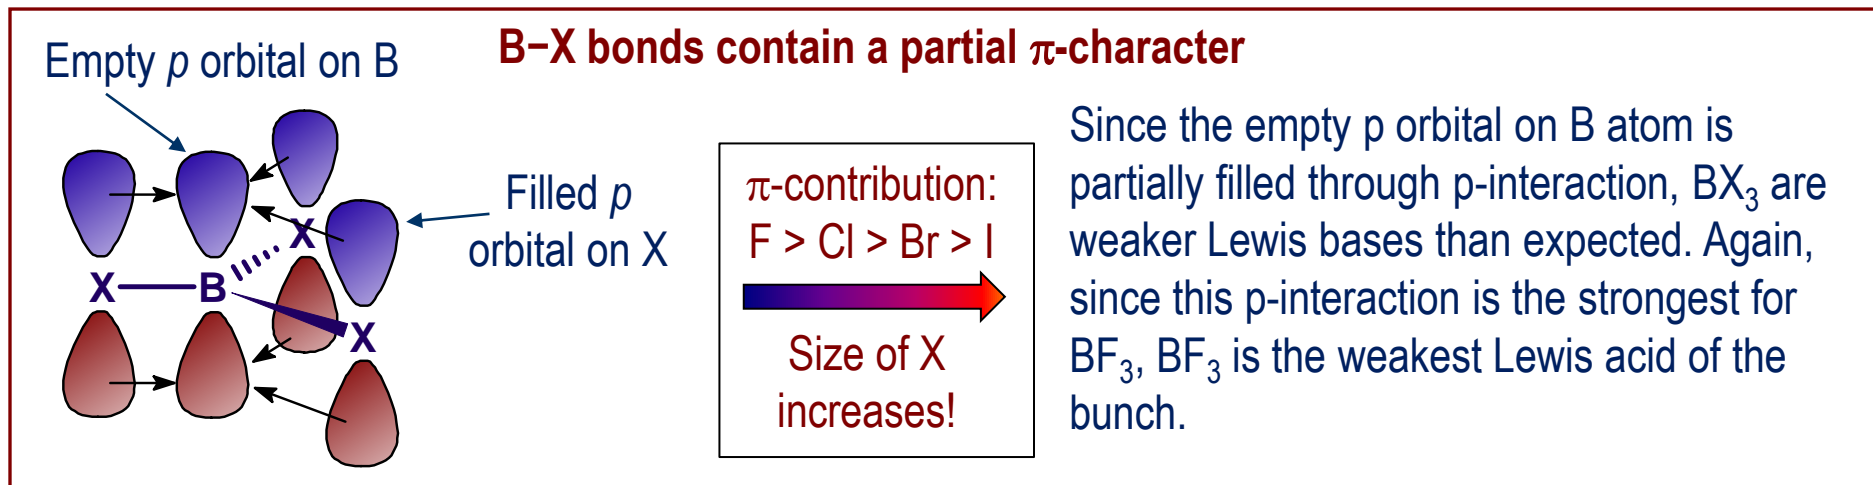 B–X bonds contain a partial π-character
Empty p orbital on B
Filled p
orbital on X
X
B
X
X
π-contribution:
F > Cl > Br > I
Size of X
increases!
Since the empty p orbital on B atom is
partially filled through p-interaction, BX₃ are
weaker Lewis bases than expected. Again,
since this p-interaction is the strongest for
BF₃, BF₃ is the weakest Lewis acid of the
bunch.